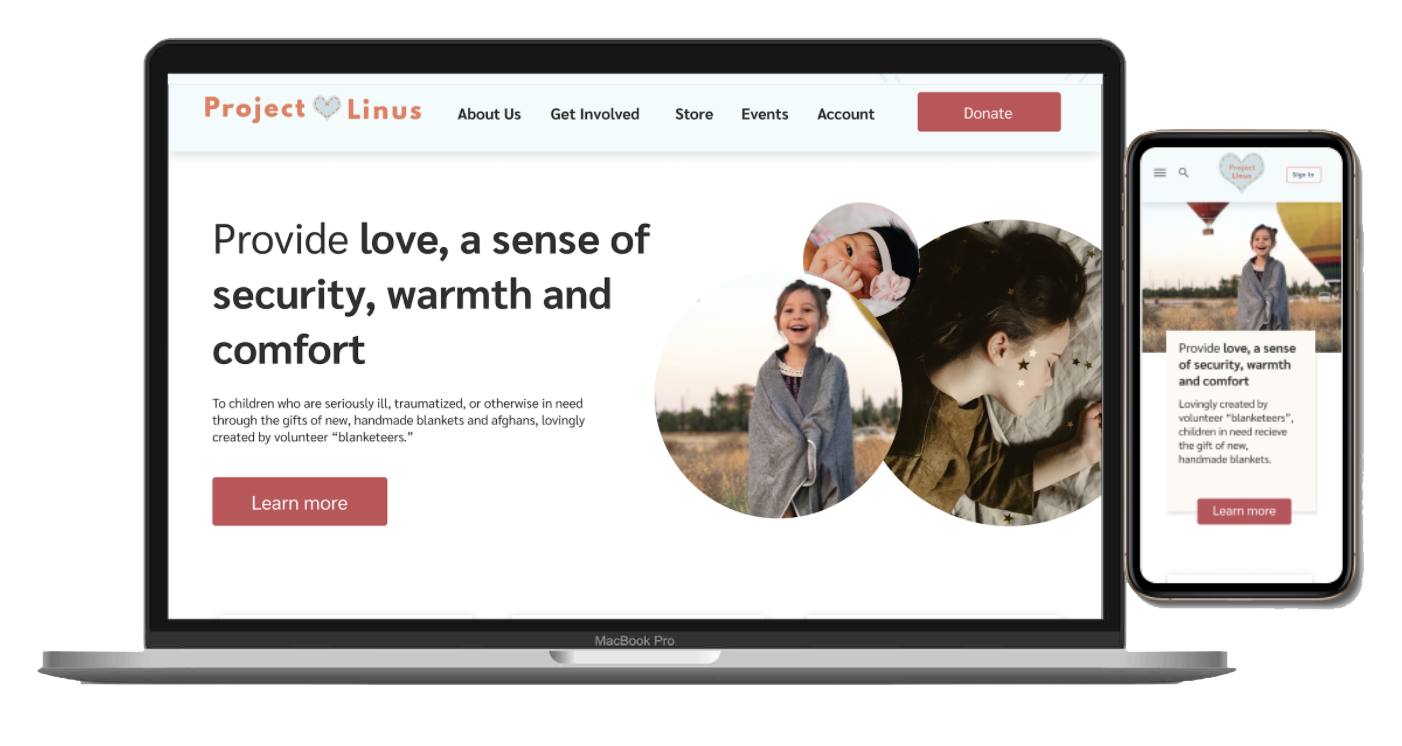 Project Linus
About Us Get Involved Store Events Account Donate
Provide love, a sense of
security, warmth and
comfort
To children who are seriously ill, traumatized, or otherwise in need
through the gifts of new, handmade blankets and afghans, lovingly
created by volunteer “blanketeers.”
Learn more
MacBook Pro
Project
Linus
Sign In
Provide love, a sense
of security, warmth
and comfort
Lovingly created by
volunteer “blanketeers”,
children in need recieve
the gift of new,
handmade blankets.
Learn more